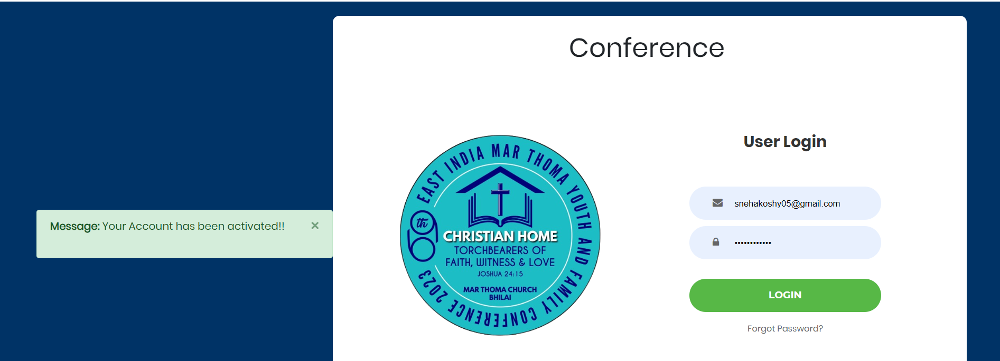 Conference
Message: Your Account has been activated!!
×
EAST INDIA MAR THOMA YOUTH AND FAMILY CONFERENCE 2023
69th
CHRISTIAN HOME
TORCHBEARERS OF
FAITH, WITNESS & LOVE
JOSHUA 24:15
MAR THOMA CHURCH
BHILAI
User Login
snehakoshy05@gmail.com
••••••••••••
LOGIN
Forgot Password?